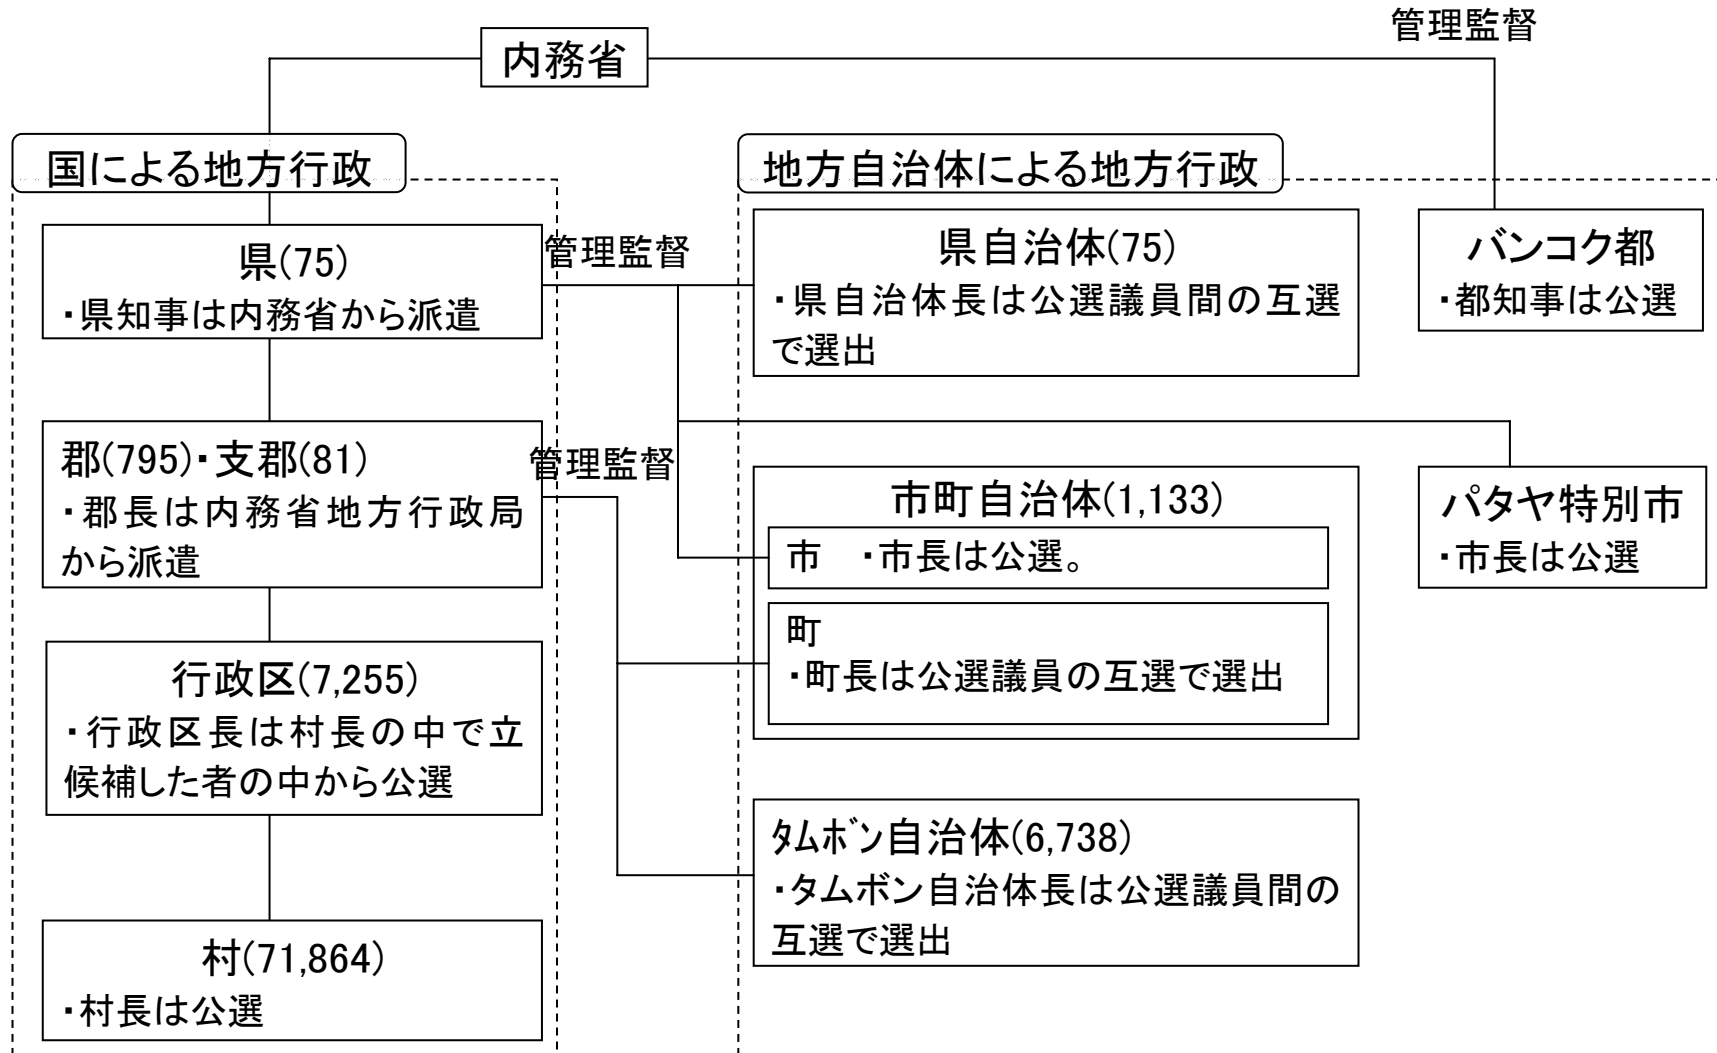 管理監督
内務省
国による地方行政
県(75)
・県知事は内務省から派遣
管理監督
郡(795)・支郡(81)
・郡長は内務省地方行政局
から派遣
管理監督
行政区(7,255)
・行政区長は村長の中で立
候補した者の中から公選
村(71,864)
・村長は公選
地方自治体による地方行政
県自治体(75)
・県自治体長は公選議員間の互選
で選出
市町自治体(1,133)
市 ・市長は公選。
町
・町長は公選議員の互選で選出
ﾀﾑﾎﾞﾝ自治体(6,738)
・タムボン自治体長は公選議員間の
互選で選出
バンコク都
・都知事は公選
パタヤ特別市
・市長は公選